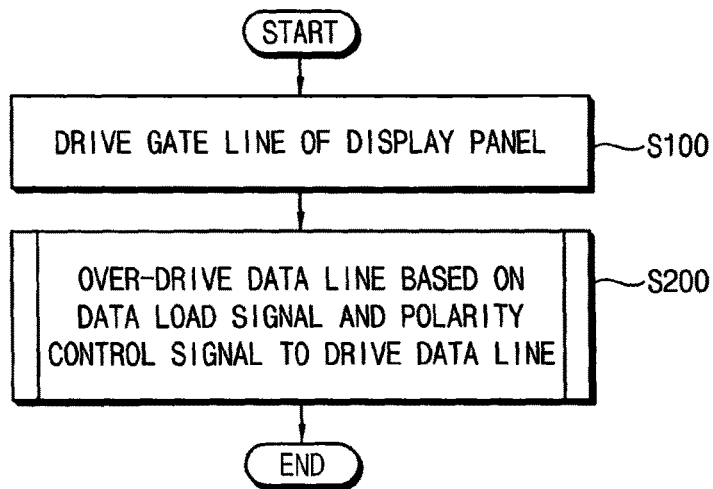 START
DRIVE GATE LINE OF DISPLAY PANEL
S100
OVER-DRIVE DATA LINE BASED ON
DATA LOAD SIGNAL AND POLARITY
CONTROL SIGNAL TO DRIVE DATA LINE
S200
END